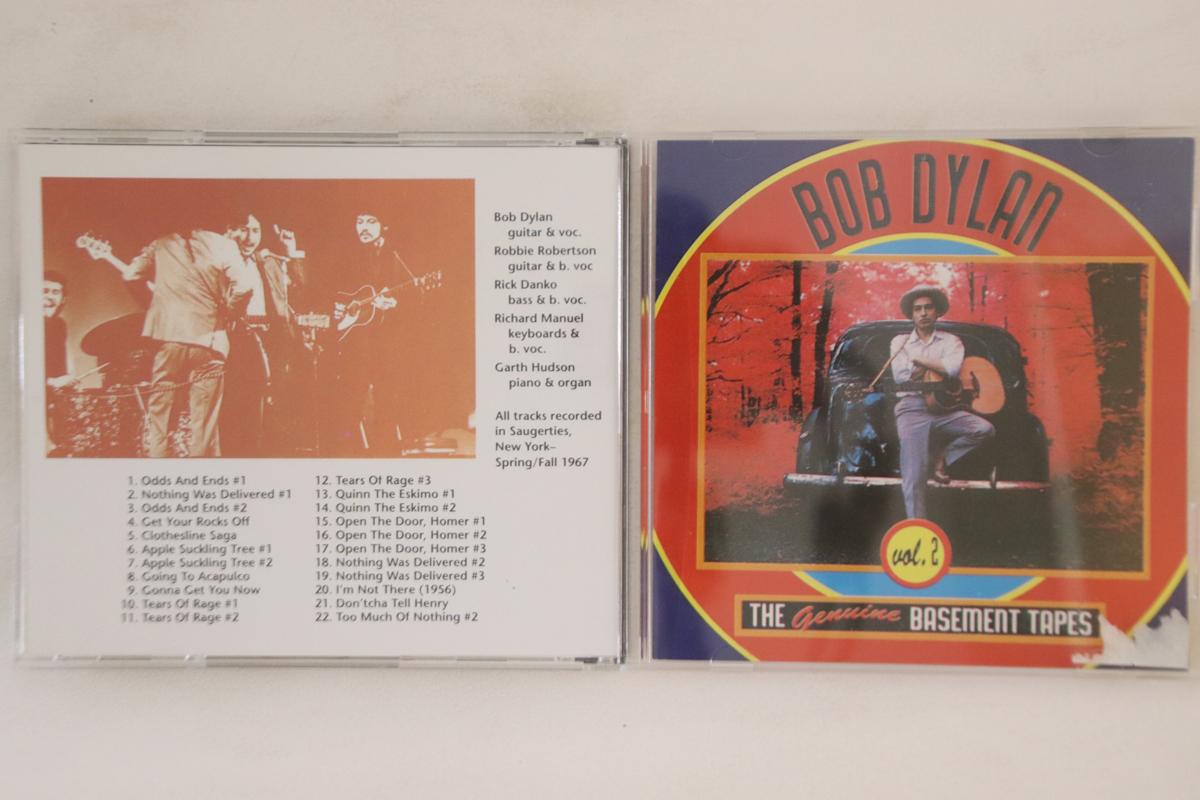 Bob Dylan
guitar & voc.
Robbie Robertson
guitar & b. voc
Rick Danko
bass & b. voc.
Richard Manuel
keyboards &
b. voc.
Garth Hudson
piano & organ
All tracks recorded
in Saugerties,
New York–
Spring/Fall 1967
1. Odds And Ends #1
2. Nothing Was Delivered #1
3. Odds And Ends #2
4. Get Your Rocks Off
5. Clothesline Saga
6. Apple Suckling Tree #1
7. Apple Suckling Tree #2
8. Going To Acapulco
9. Gonna Get You Now
10. Tears Of Rage #1
11. Tears Of Rage #2
12. Tears Of Rage #3
13. Quinn The Eskimo #1
14. Quinn The Eskimo #2
15. Open The Door, Homer #1
16. Open The Door, Homer #2
17. Open The Door, Homer #3
18. Nothing Was Delivered #2
19. Nothing Was Delivered #3
20. I'm Not There (1956)
21. Don'tcha Tell Henry
22. Too Much Of Nothing #2
BOB DYLAN
vol. 2
THE Genuine BASEMENT TAPES